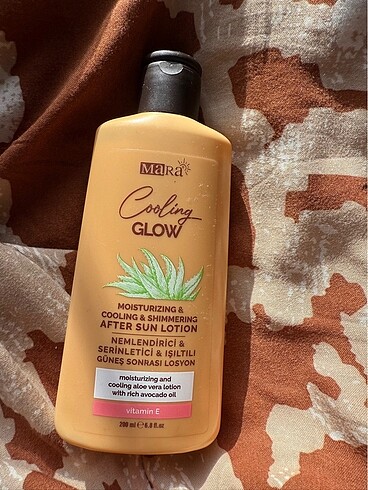 MaRa
Cooling
GLOW
MOISTURIZING &
COOLING & SHIMMERING
AFTER SUN LOTION
NEMLENDİRİCİ &
SERİNLETİCİ & IŞILTILI
GÜNEŞ SONRASI LOSYON
moisturizing and
cooling aloe vera lotion
with rich avocado oil
vitamin E
200 ml ℮ 6.8 fl.oz